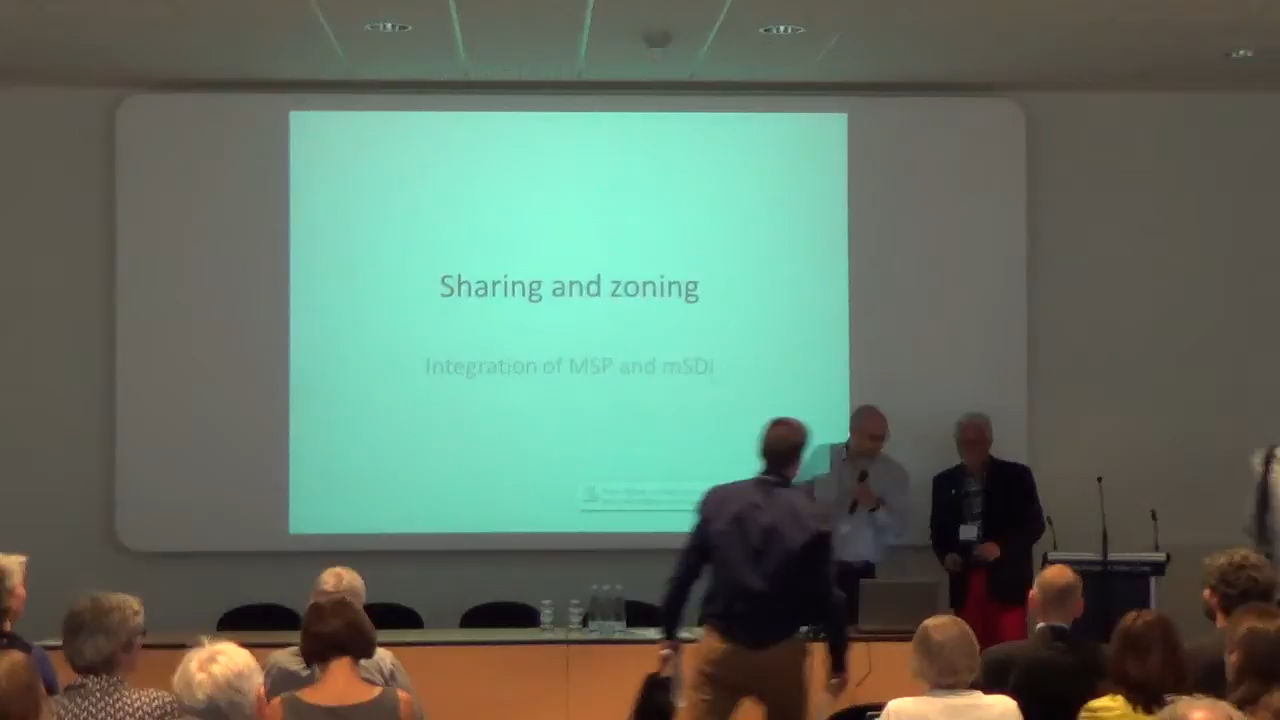 Sharing and zoning
Integration of MSP and mSDI